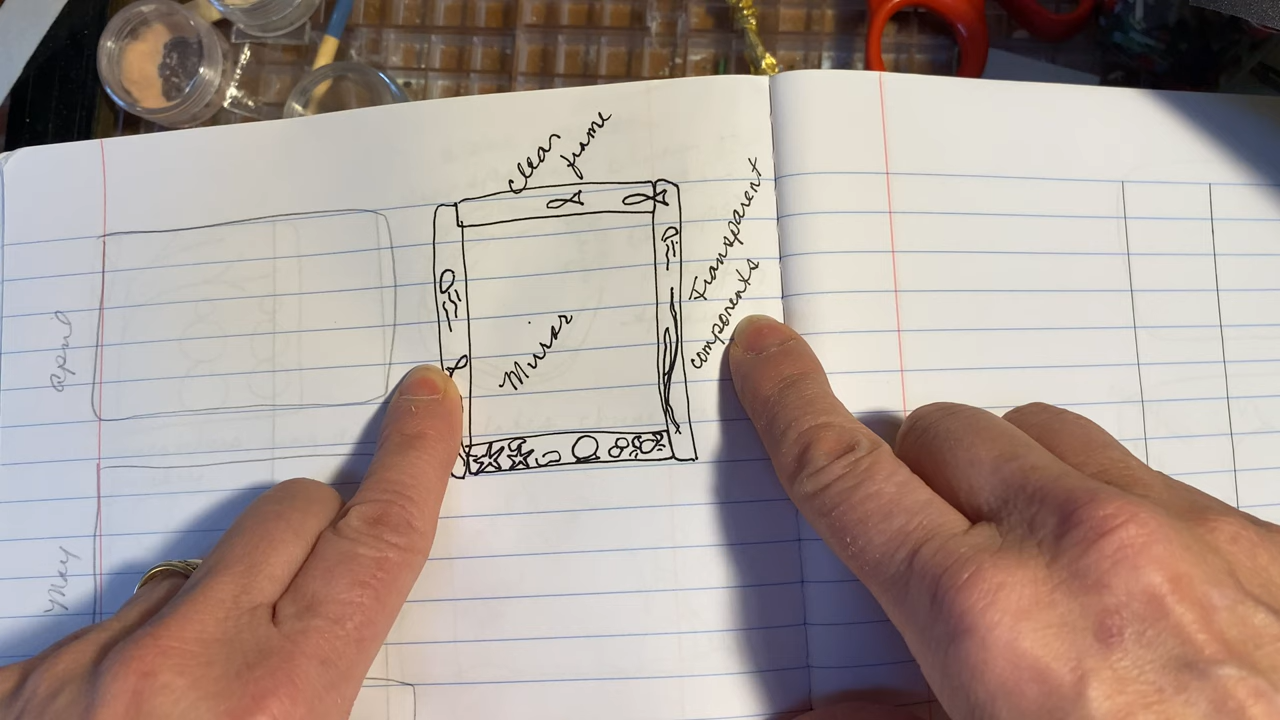 clear
frame
Transparent
components
Mirror
april
May